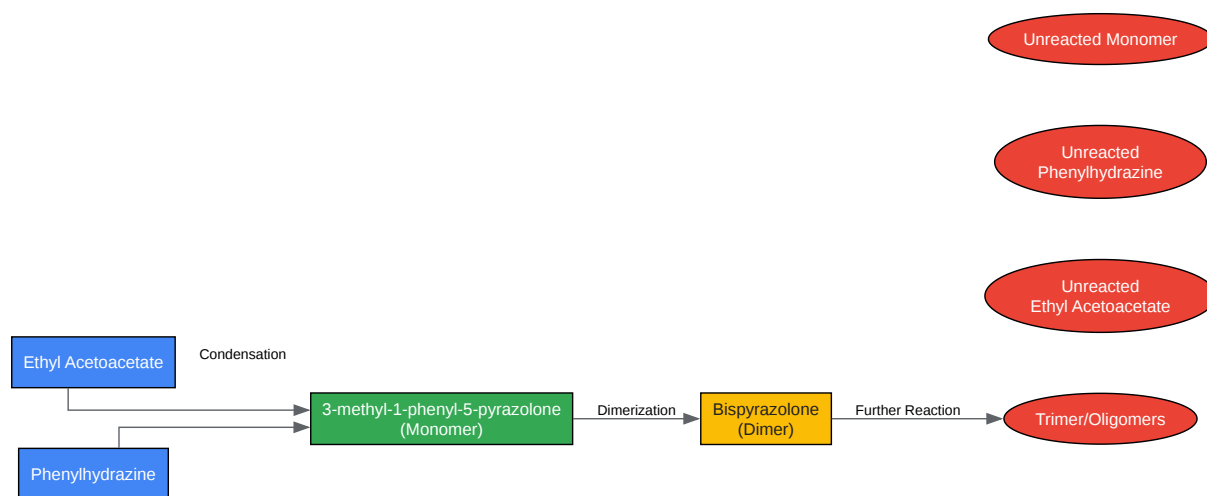 Unreacted Monomer
Unreacted
Phenylhydrazine
Unreacted
Ethyl Acetoacetate
Ethyl Acetoacetate
Condensation
3-methyl-1-phenyl-5-pyrazolone
(Monomer)
Dimerization
Bispyrazolone
(Dimer)
Further Reaction
Trimer/Oligomers
Phenylhydrazine